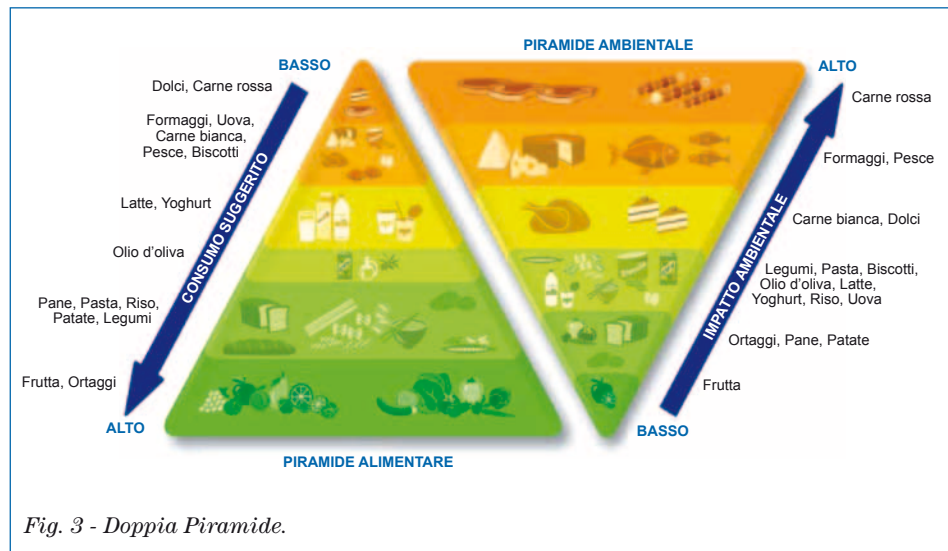 PIRAMIDE AMBIENTALE
BASSO
Dolci, Carne rossa
Formaggi, Uova,
Carne bianca,
Pesce, Biscotti
Latte, Yoghurt
Olio d'oliva
Pane, Pasta, Riso,
Patate, Legumi
Frutta, Ortaggi
ALTO
CONSUMO SUGGERITO
PIRAMIDE ALIMENTARE
ALTO
Carne rossa
Formaggi, Pesce
Carne bianca, Dolci
Legumi, Pasta, Biscotti,
Olio d'oliva, Latte,
Yoghurt, Riso, Uova
Ortaggi, Pane, Patate
Frutta
BASSO
IMPATTO AMBIENTALE
Fig. 3 - Doppia Piramide.